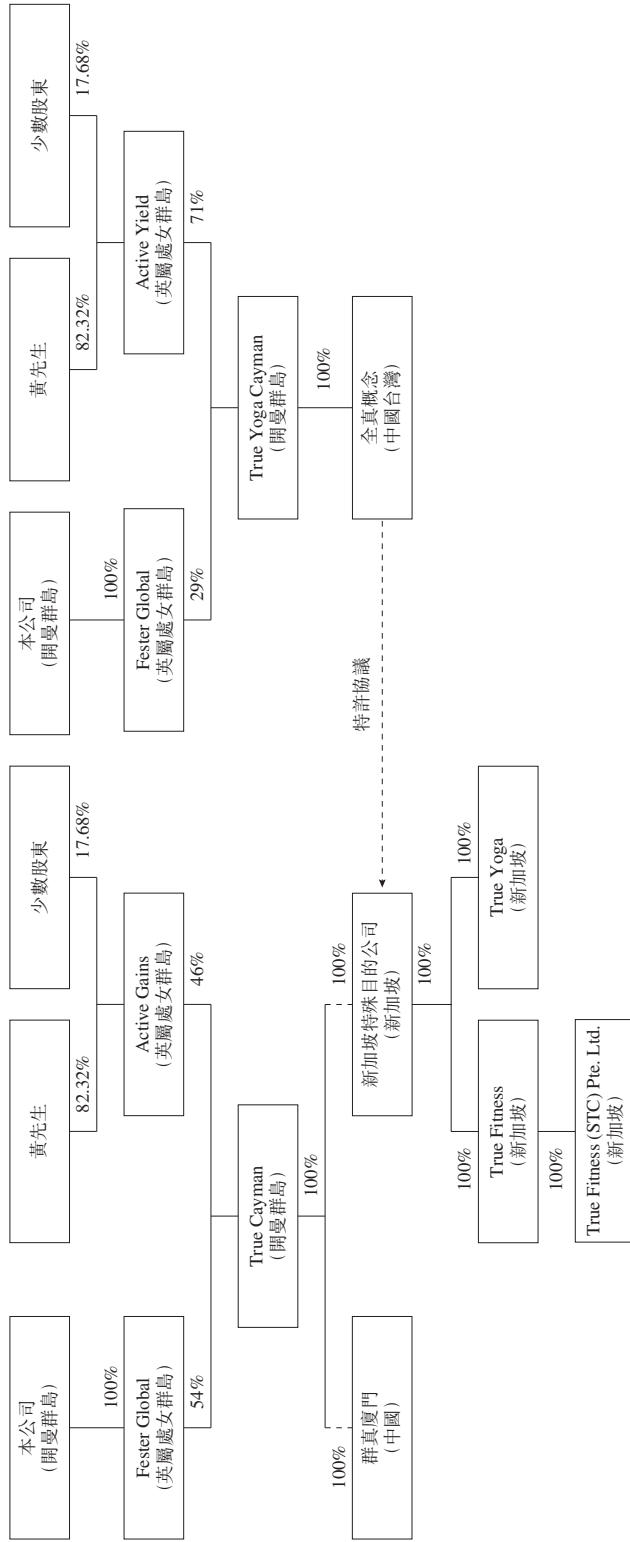 本公司
(開曼群島)
100%
Fester Global
(英屬處女群島)
54%
黃先生
82.32%
少數股東
17.68%
Active Gains
(英屬處女群島)
46%
True Cayman
(開曼群島)
100%
100%
群真廈門
(中國)
100%
新加坡特殊目的公司
(新加坡)
100%
100%
True Fitness
(新加坡)
100%
True Fitness (STC) Pte. Ltd.
(新加坡)
100%
True Yoga
(新加坡)
特許協議
本公司
(開曼群島)
100%
Fester Global
(英屬處女群島)
29%
黃先生
82.32%
少數股東
17.68%
Active Yield
(英屬處女群島)
71%
True Yoga Cayman
(開曼群島)
100%
全真概念
(中國台灣)